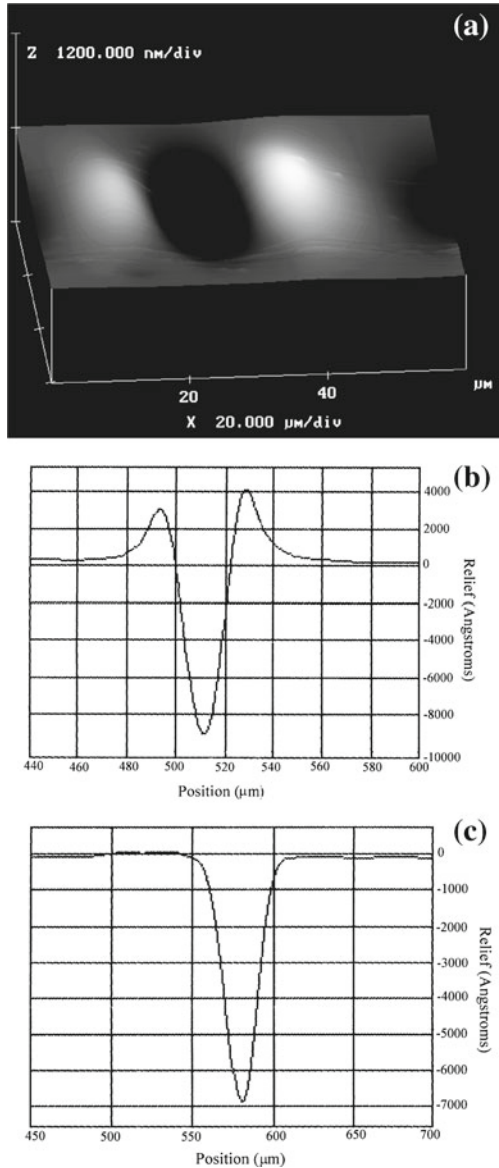 (a)
Z 1200.000 nm/div
20
40
μM
X 20.000 μM/div
(b)
4000
2000
0
-2000
-4000
-6000
-8000
-10000
Relief (Angstroms)
440 460 480 500 520 540 560 580 600
Position (μm)
(c)
0
-1000
-2000
-3000
-4000
-5000
-6000
-7000
Relief (Angstroms)
450 500 550 600 650 700
Position (μm)